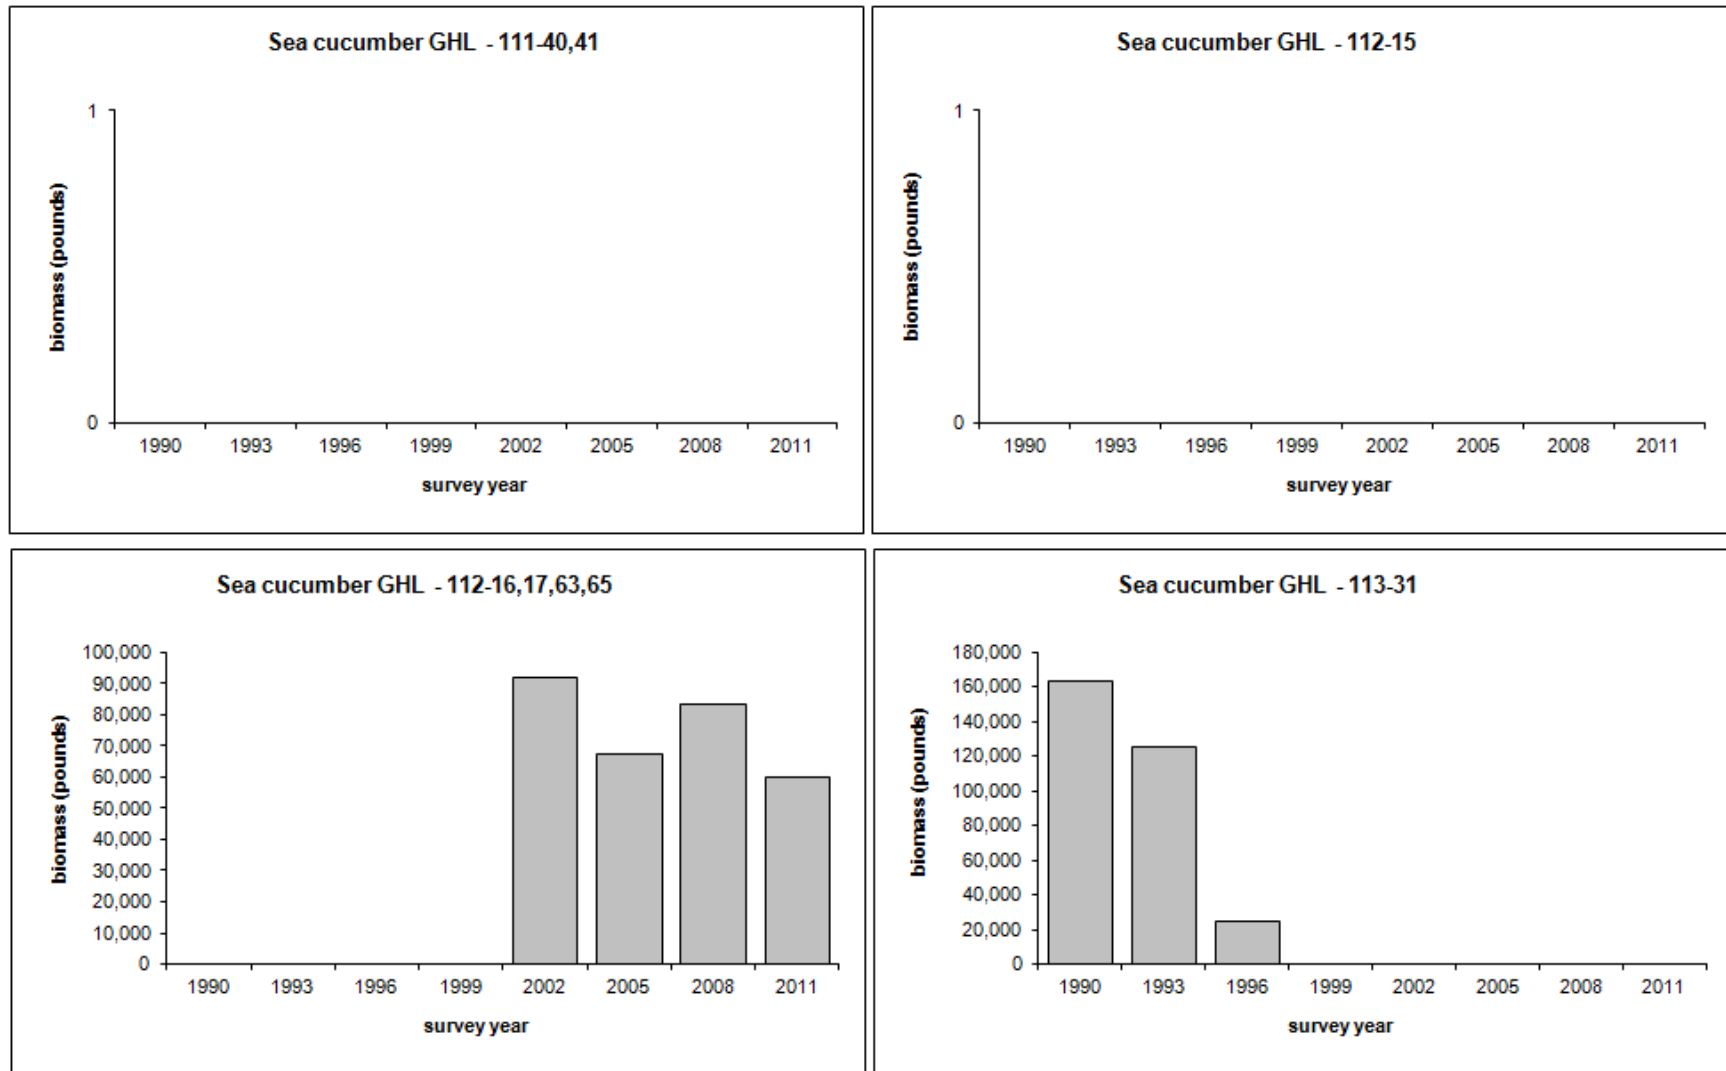 Sea cucumber GHL - 111-40,41
1
biomass (pounds)
0
1990 1993 1996 1999 2002 2005 2008 2011
survey year
Sea cucumber GHL - 112-15
1
biomass (pounds)
0
1990 1993 1996 1999 2002 2005 2008 2011
survey year
Sea cucumber GHL - 112-16,17,63,65
100,000
90,000
80,000
70,000
60,000
50,000
40,000
30,000
20,000
10,000
0
biomass (pounds)
1990 1993 1996 1999 2002 2005 2008 2011
survey year
Sea cucumber GHL - 113-31
180,000
160,000
140,000
120,000
100,000
80,000
60,000
40,000
20,000
0
biomass (pounds)
1990 1993 1996 1999 2002 2005 2008 2011
survey year